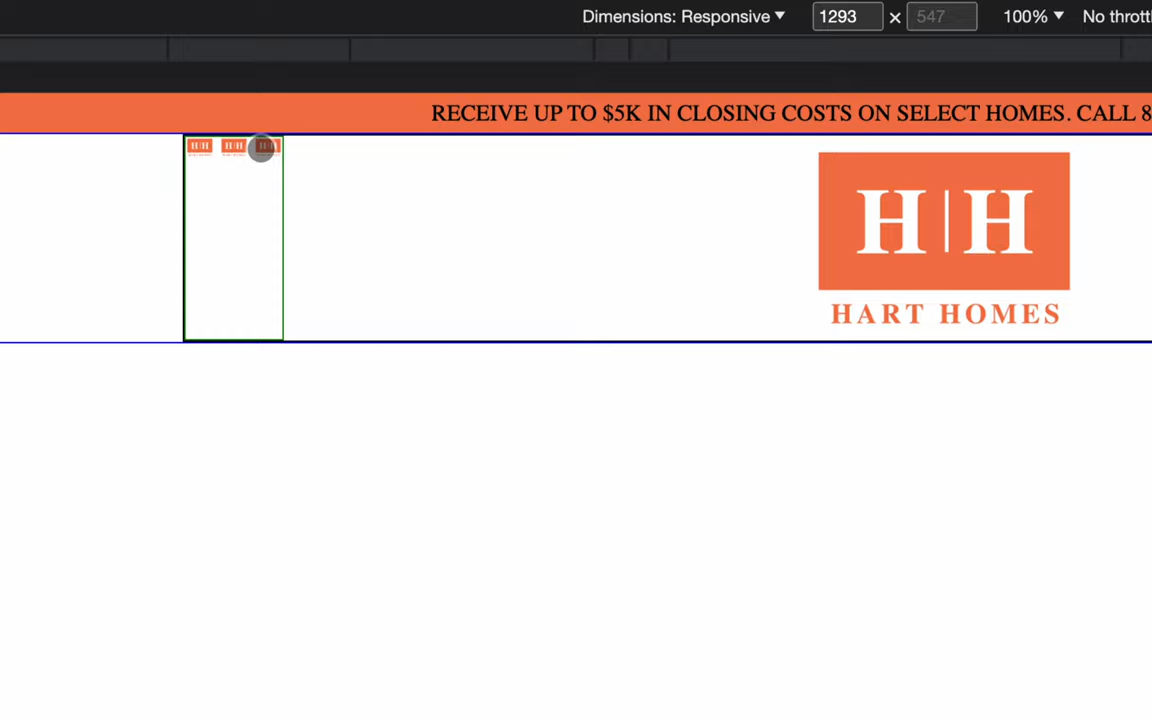 Dimensions: Responsive ▼ 1293 × 547 100% ▼ No thrott
RECEIVE UP TO $5K IN CLOSING COSTS ON SELECT HOMES. CALL 8
H|H H|H H|H
H|H
HART HOMES